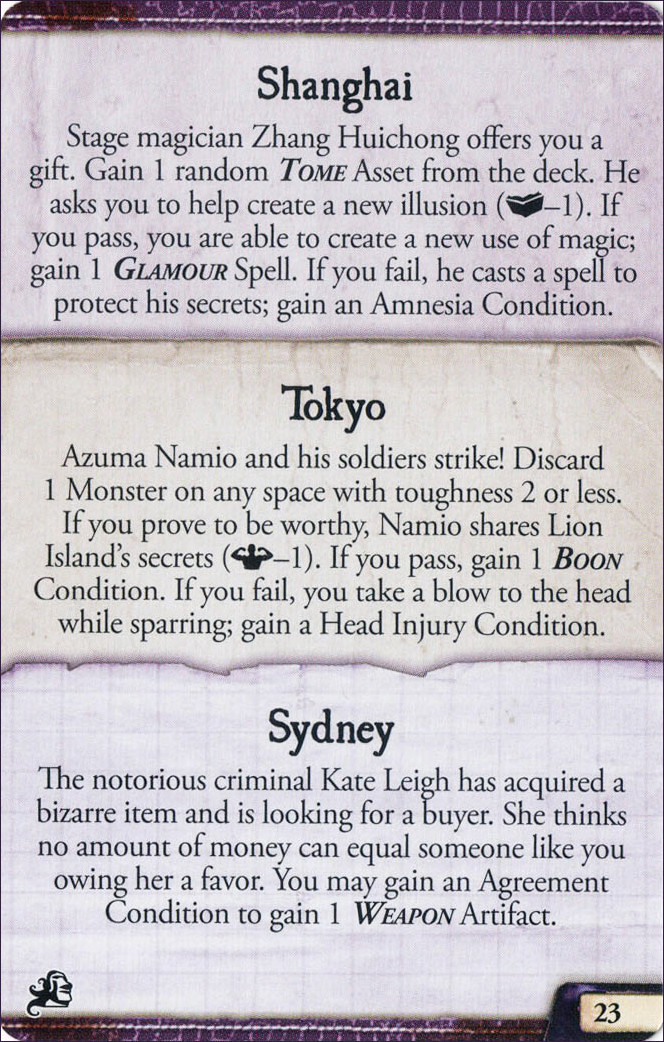 Shanghai
Stage magician Zhang Huichong offers you a
gift. Gain 1 random TOME Asset from the deck. He
asks you to help create a new illusion (–1). If
you pass, you are able to create a new use of magic;
gain 1 GLAMOUR Spell. If you fail, he casts a spell to
protect his secrets; gain an Amnesia Condition.
Tokyo
Azuma Namio and his soldiers strike! Discard
1 Monster on any space with toughness 2 or less.
If you prove to be worthy, Namio shares Lion
Island's secrets (–1). If you pass, gain 1 BOON
Condition. If you fail, you take a blow to the head
while sparring; gain a Head Injury Condition.
Sydney
The notorious criminal Kate Leigh has acquired a
bizarre item and is looking for a buyer. She thinks
no amount of money can equal someone like you
owing her a favor. You may gain an Agreement
Condition to gain 1 WEAPON Artifact.
23